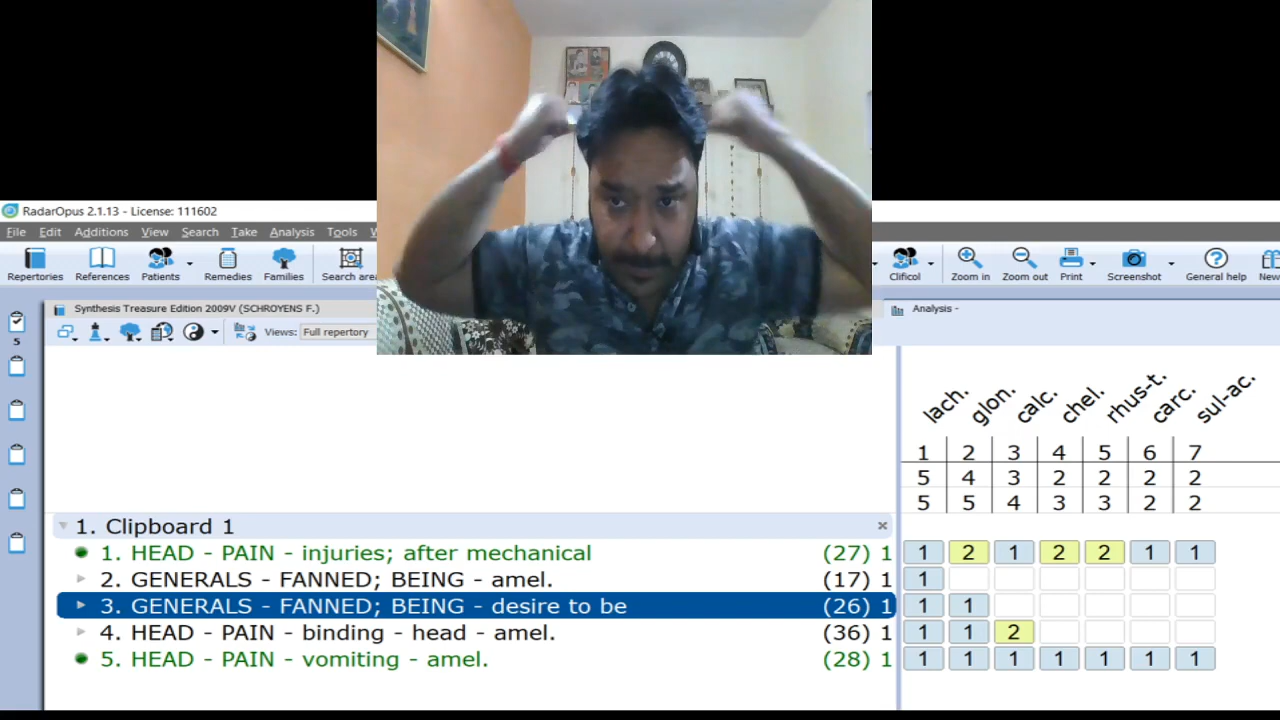 RadarOpus 2.1.13 - License: 111602
File Edit Additions View Search Take Analysis Tools
Repertories References Patients Remedies Families Search Clificol Zoom in Zoom out Print Screenshot General help
Synthesis Treasure Edition 2009V (SCHROYENS F.)
Analysis -
Views: Full repertory
5
lach. glon. calc. chel. rhus-t. carc. sul-ac.
1 2 3 4 5 6 7
5 4 3 2 2 2 2
5 5 4 3 3 2 2
1. Clipboard 1 ×
1. HEAD - PAIN - injuries; after mechanical (27) 1 1 2 1 2 2 1 1
2. GENERALS - FANNED; BEING - amel. (17) 1 1
3. GENERALS - FANNED; BEING - desire to be (26) 1 1 1
4. HEAD - PAIN - binding - head - amel. (36) 1 1 1 2
5. HEAD - PAIN - vomiting - amel. (28) 1 1 1 1 1 1 1 1